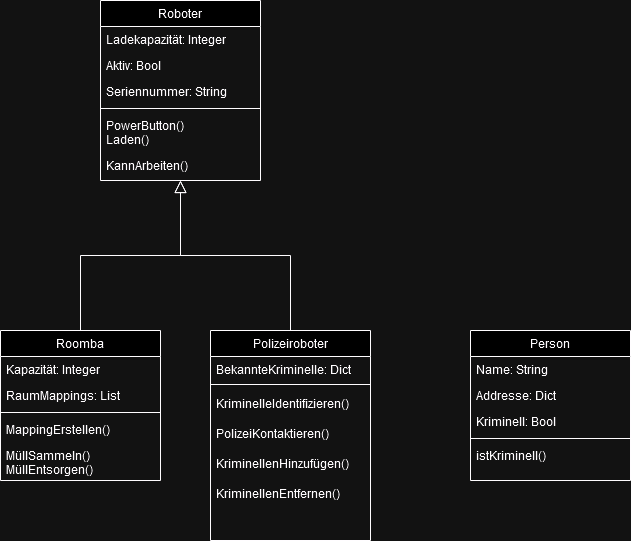 Roboter
Ladekapazität: Integer
Aktiv: Bool
Seriennummer: String
PowerButton()
Laden()
KannArbeiten()
Roomba
Kapazität: Integer
RaumMappings: List
MappingErstellen()
MüllSammeln()
MüllEntsorgen()
Polizeiroboter
BekannteKriminelle: Dict
KriminelleIdentifizieren()
PolizeiKontaktieren()
KriminellenHinzufügen()
KriminellenEntfernen()
Person
Name: String
Addresse: Dict
Kriminell: Bool
istKriminell()